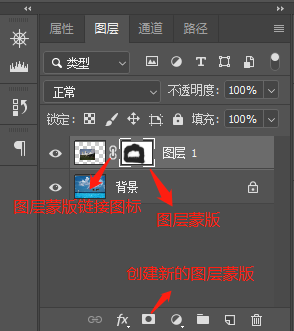 属性 图层 通道 路径
类型
正常 不透明度: 100%
锁定: 填充: 100%
图层 1
背景
图层蒙版链接图标
图层蒙版
创建新的图层蒙版
fx